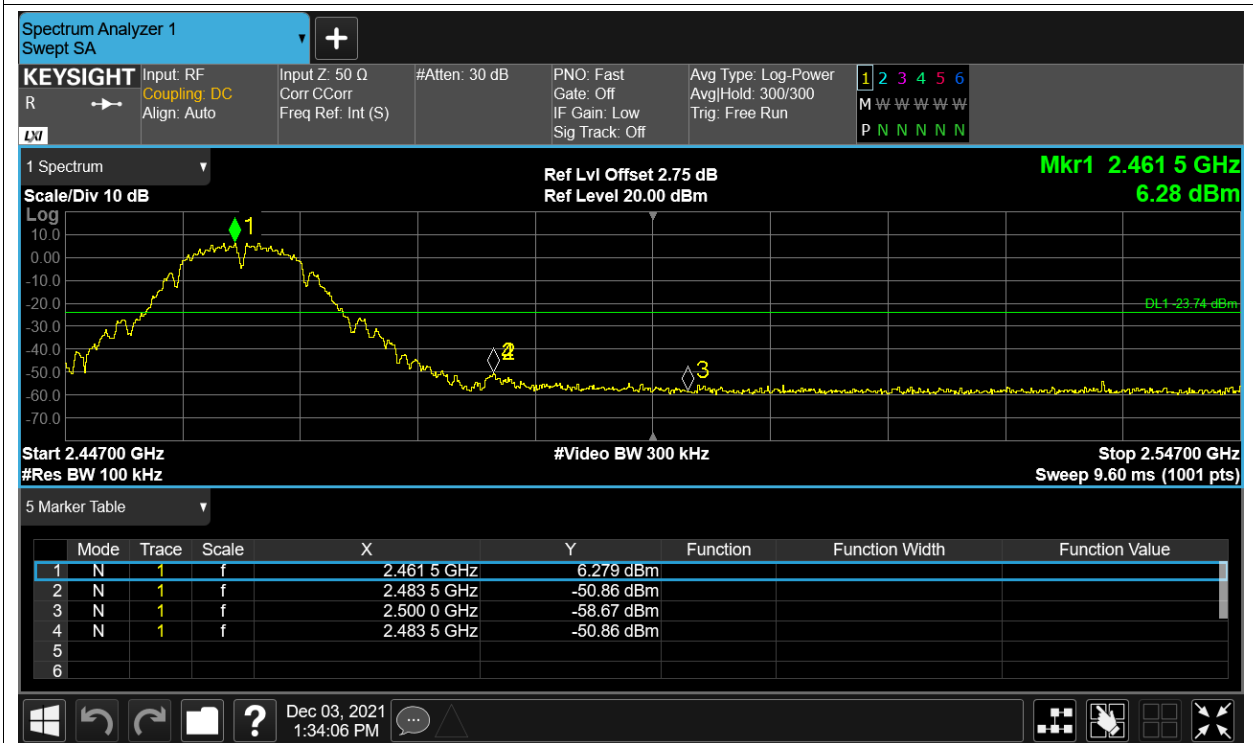 Spectrum Analyzer 1
Swept SA
+
KEYSIGHT Input: RF Input Z: 50 Ω #Atten: 30 dB PNO: Fast Avg Type: Log-Power 1 2 3 4 5 6
R Coupling: DC Corr CCorr Gate: Off Avg|Hold: 300/300 M W W W W W W
Align: Auto Freq Ref: Int (S) IF Gain: Low Trig: Free Run
LXI Sig Track: Off P N N N N N N
1 Spectrum Ref Lvl Offset 2.75 dB Mkr1 2.461 5 GHz
Scale/Div 10 dB Ref Level 20.00 dBm 6.28 dBm
Log
1
10.0
0.00
-10.0
-20.0
DL1 -23.74 dBm
-30.0
-40.0
2
4
-50.0
3
-60.0
-70.0
Start 2.44700 GHz #Video BW 300 kHz Stop 2.54700 GHz
#Res BW 100 kHz Sweep 9.60 ms (1001 pts)
5 Marker Table
Mode Trace Scale X Y Function Function Width Function Value
1 N 1 f 2.461 5 GHz 6.279 dBm
2 N 1 f 2.483 5 GHz -50.86 dBm
3 N 1 f 2.500 0 GHz -58.67 dBm
4 N 1 f 2.483 5 GHz -50.86 dBm
5
6
? Dec 03, 2021
1:34:06 PM